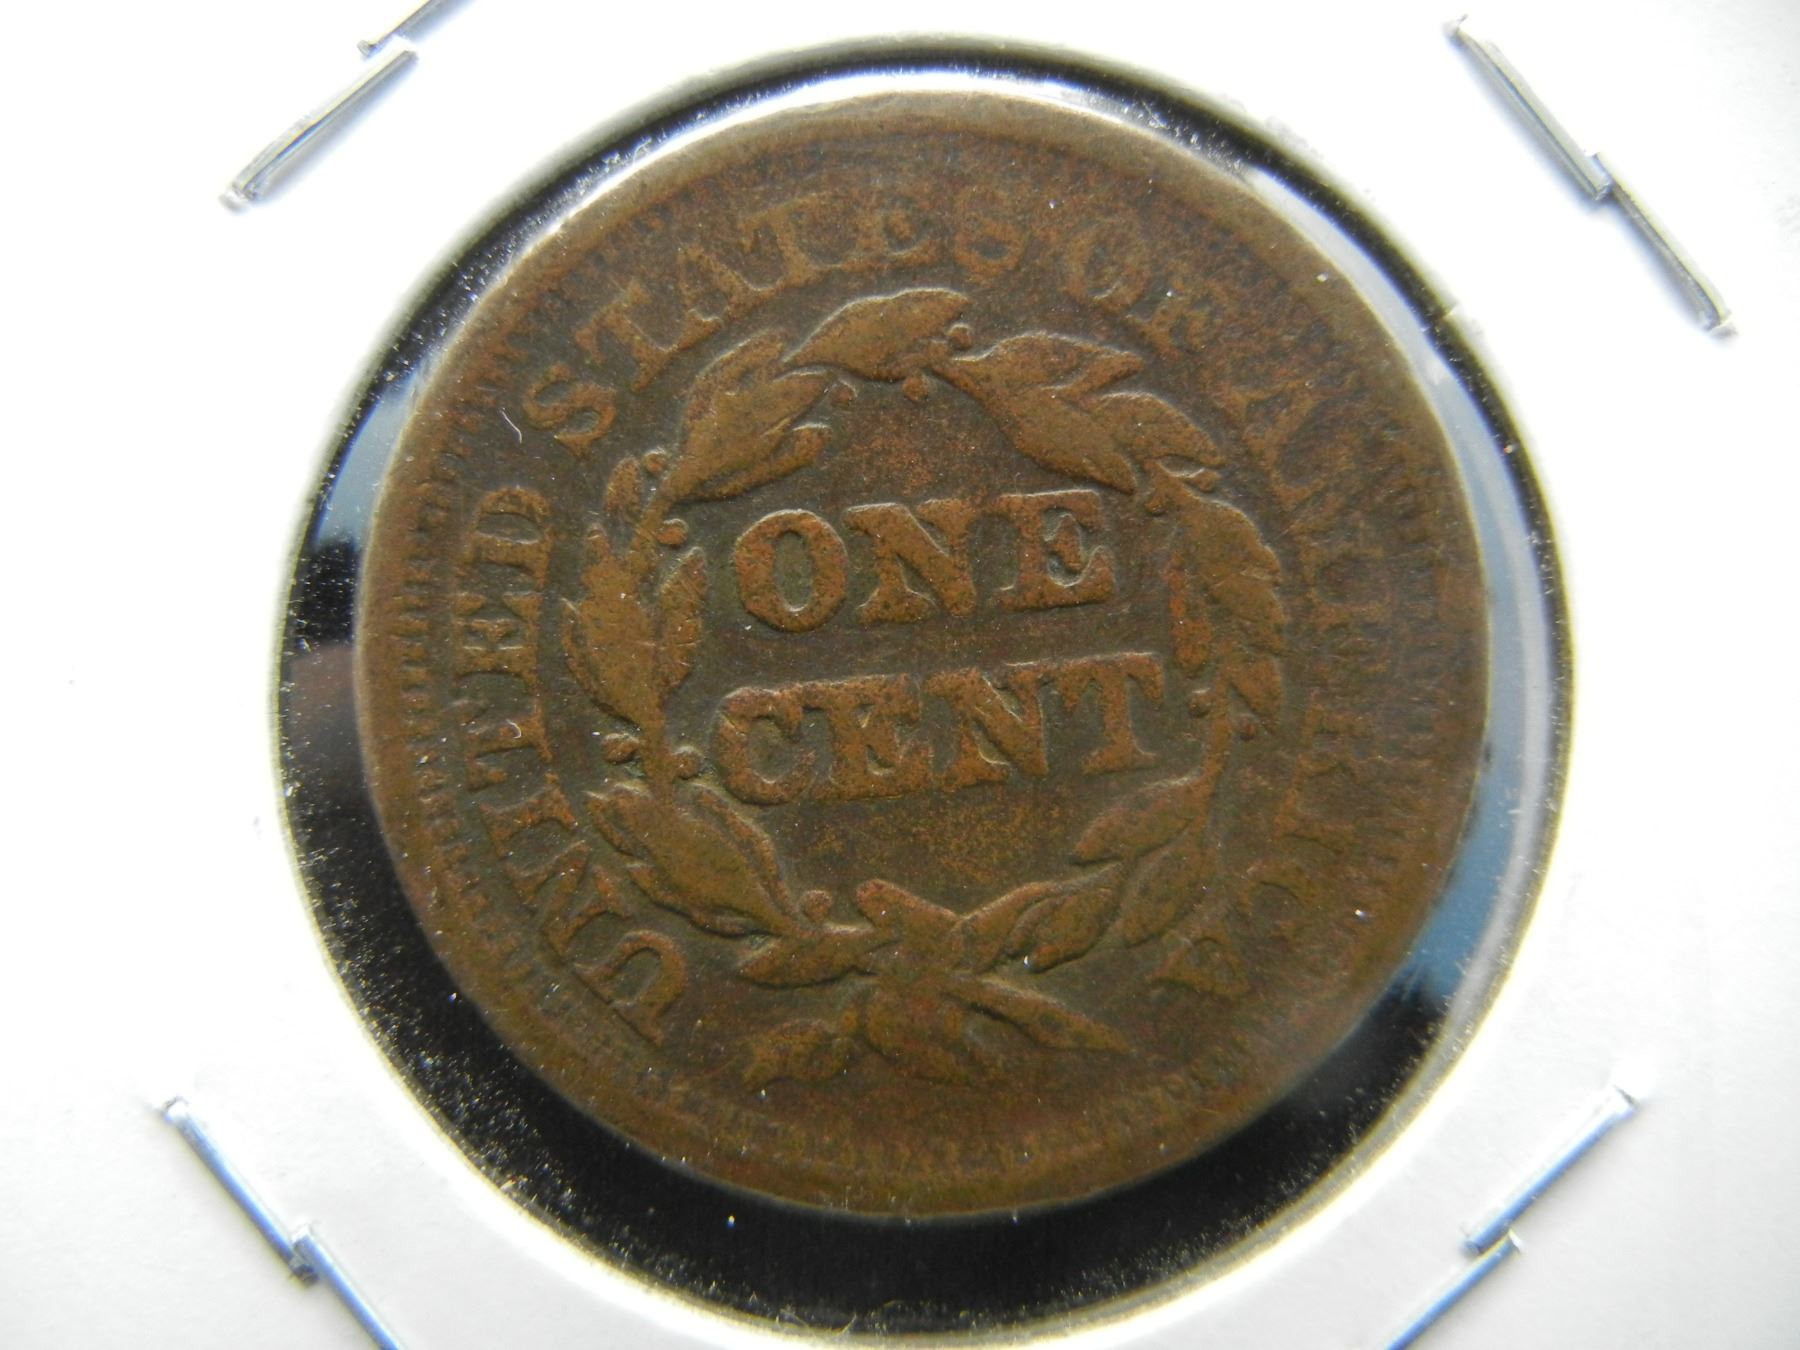 UNITED STATES OF AMERICA
ONE
CENT